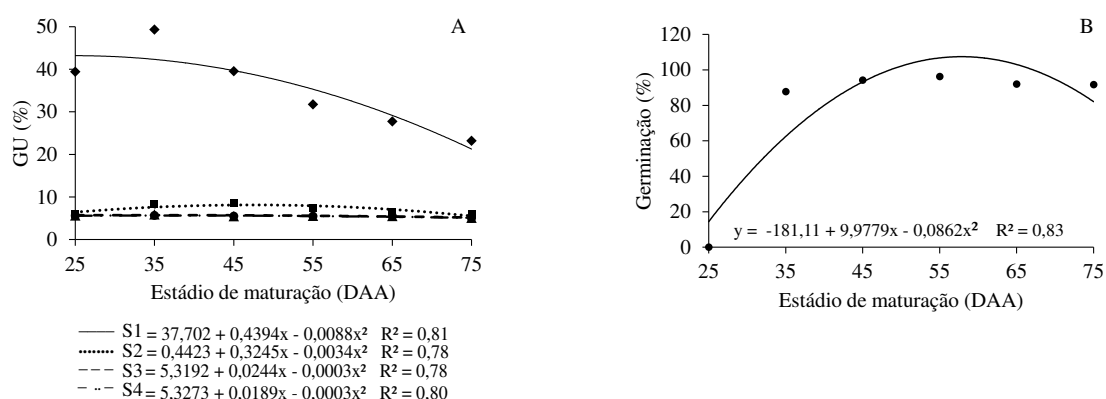 A
GU (%)
50
40
30
20
10
0
25 35 45 55 65 75
Estádio de maturação (DAA)
S1 = 37,702 + 0,4394x - 0,0088x² R² = 0,81
S2 = 0,4423 + 0,3245x - 0,0034x² R² = 0,78
S3 = 5,3192 + 0,0244x - 0,0003x² R² = 0,78
S4 = 5,3273 + 0,0189x - 0,0003x² R² = 0,80
B
Germinação (%)
120
100
80
60
40
20
0
y = -181,11 + 9,9779x - 0,0862x² R² = 0,83
25 35 45 55 65 75
Estádio de maturação (DAA)